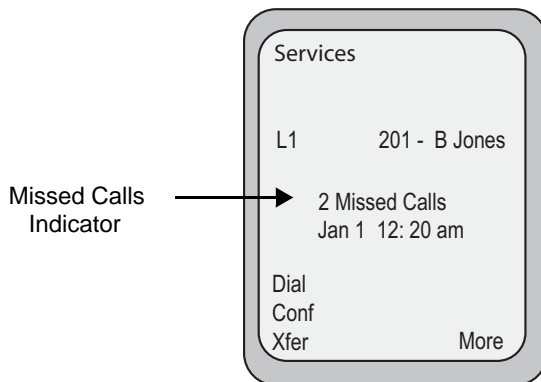 Services
L1 201 - B Jones
Missed Calls
Indicator
2 Missed Calls
Jan 1 12: 20 am
Dial
Conf
Xfer More